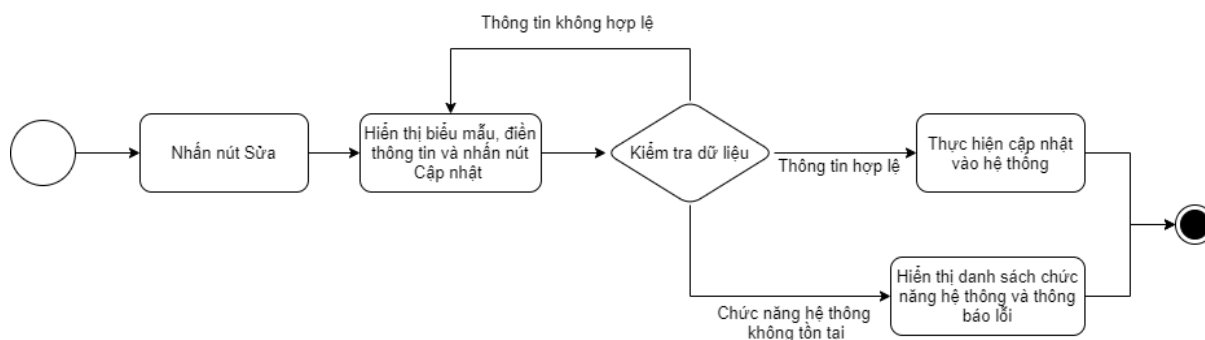 Thông tin không hợp lệ
Nhấn nút Sửa
Hiển thị biểu mẫu, điền
thông tin và nhấn nút
Cập nhật
Kiểm tra dữ liệu
Thông tin hợp lệ
Thực hiện cập nhật
vào hệ thống
Chức năng hệ thông
không tồn tai
Hiển thị danh sách chức
năng hệ thông và thông
báo lỗi